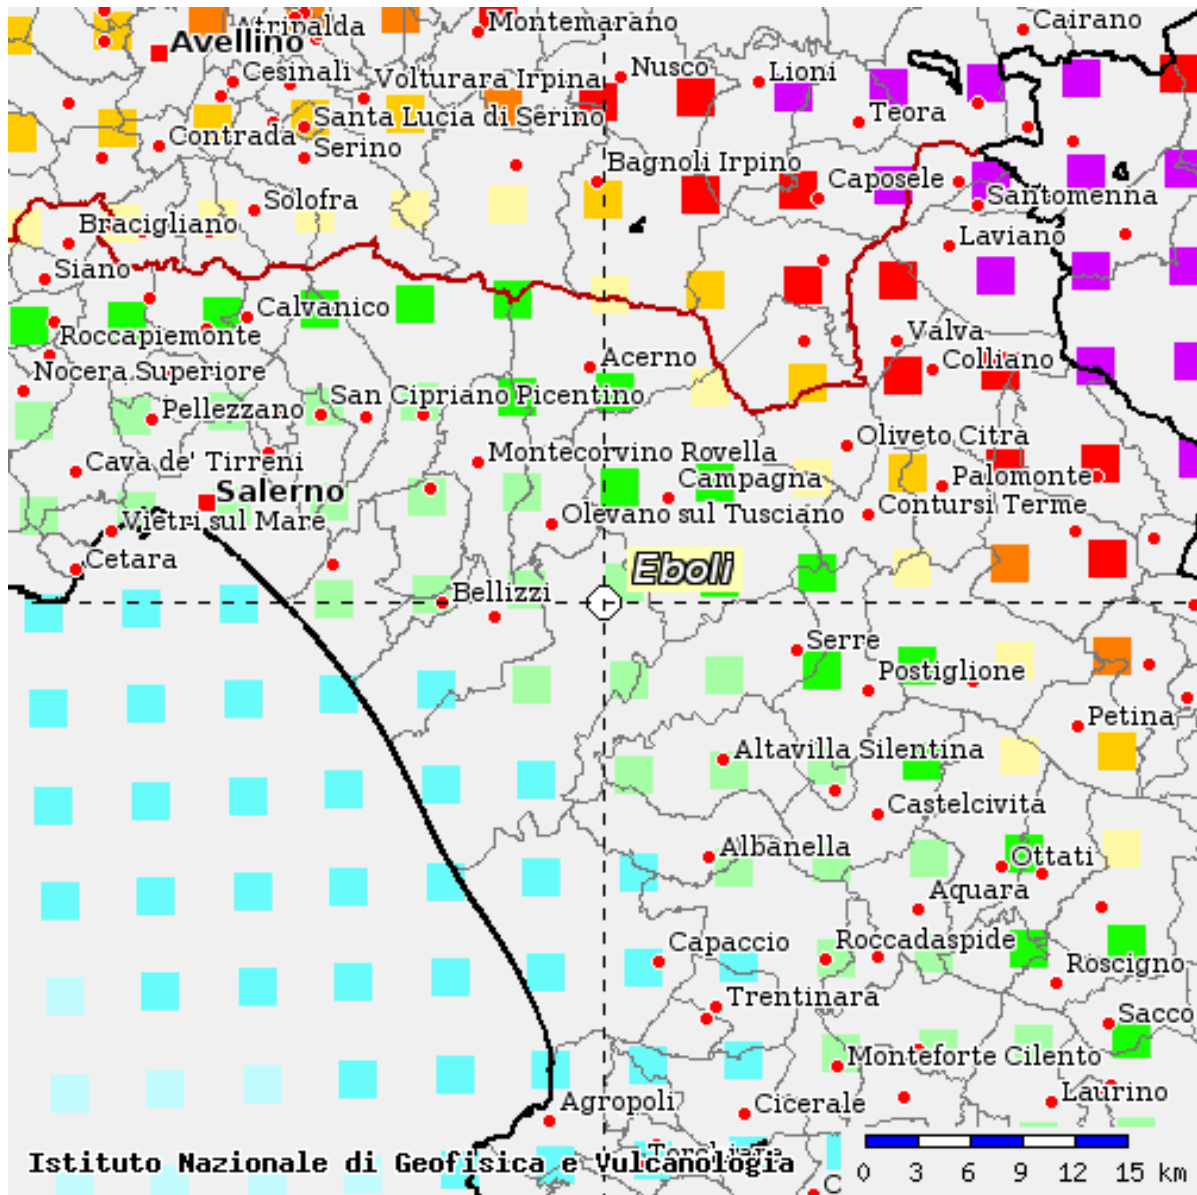 Atripalda
Montemarano
Cairano
Avellino
Cesinali
Volturara Irpina
Nusco
Lioni
Teora
Santa Lucia di Serino
Contrada
Serino
Bagnoli Irpino
Caposele
Santomenna
Solofra
Bracigliano
Laviano
Siano
Calvanico
Roccapiemonte
Valva
Acerno
Colliano
Nocera Superiore
San Cipriano Picentino
Pellezzano
Oliveto Citra
Montecorvino Rovella
Cava de' Tirreni
Campagna
Palomonte
Salerno
Contursi Terme
Olevano sul Tusciano
Vietri sul Mare
Cetara
Eboli
Bellizzi
Serre
Postiglione
Petina
Altavilla Silentina
Castelcivita
Albanella
Ottati
Aquara
Capaccio
Roccadaspide
Roscigno
Trentinara
Sacco
Monteforte Cilento
Laurino
Agropoli
Cicerale
Istituto Nazionale di Geofisica e Vulcanologia
0 3 6 9 12 15 km